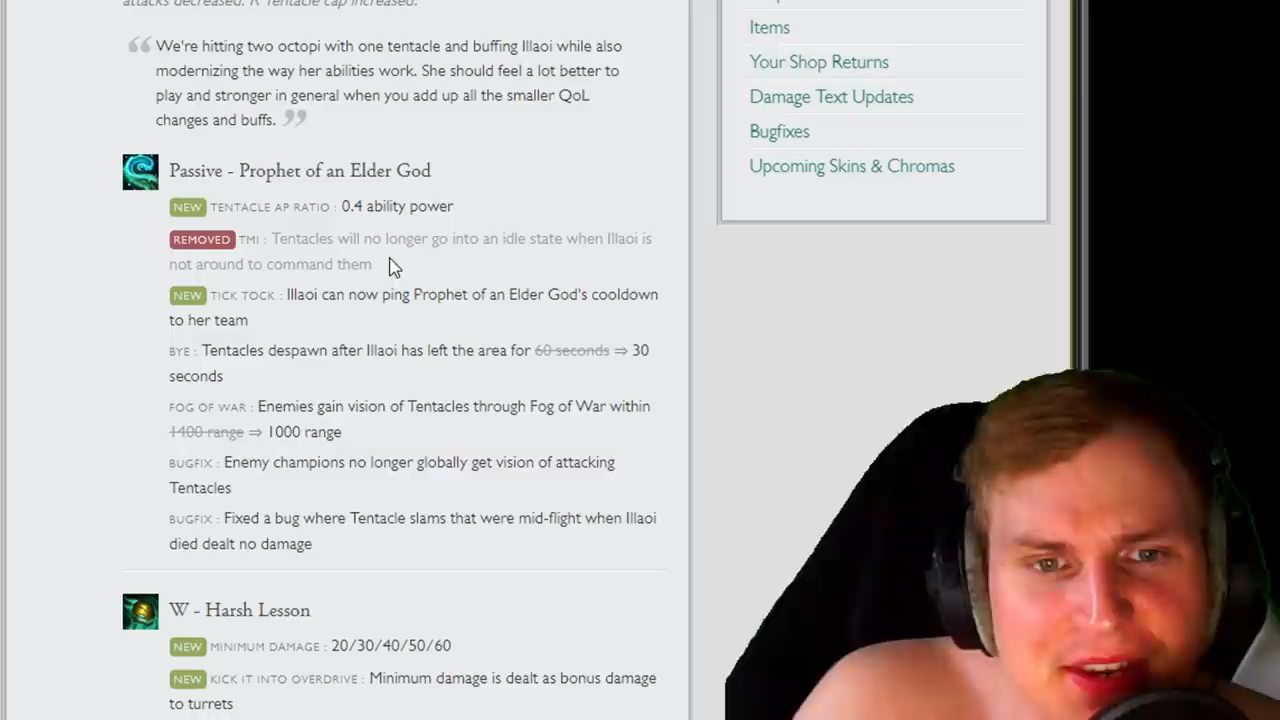 attacks decreased. R Tentacle cap increased.
We're hitting two octopi with one tentacle and buffing Illaoi while also
modernizing the way her abilities work. She should feel a lot better to
play and stronger in general when you add up all the smaller QoL
changes and buffs.
Passive - Prophet of an Elder God
NEW TENTACLE AP RATIO : 0.4 ability power
REMOVED TMI : Tentacles will no longer go into an idle state when Illaoi is
not around to command them
NEW TICK TOCK : Illaoi can now ping Prophet of an Elder God's cooldown
to her team
BYE : Tentacles despawn after Illaoi has left the area for 60 seconds ⇒ 30
seconds
FOG OF WAR : Enemies gain vision of Tentacles through Fog of War within
1400 range ⇒ 1000 range
BUGFIX : Enemy champions no longer globally get vision of attacking
Tentacles
BUGFIX : Fixed a bug where Tentacle slams that were mid-flight when Illaoi
died dealt no damage
W - Harsh Lesson
NEW MINIMUM DAMAGE : 20/30/40/50/60
NEW KICK IT INTO OVERDRIVE : Minimum damage is dealt as bonus damage
to turrets
Items
Your Shop Returns
Damage Text Updates
Bugfixes
Upcoming Skins & Chromas